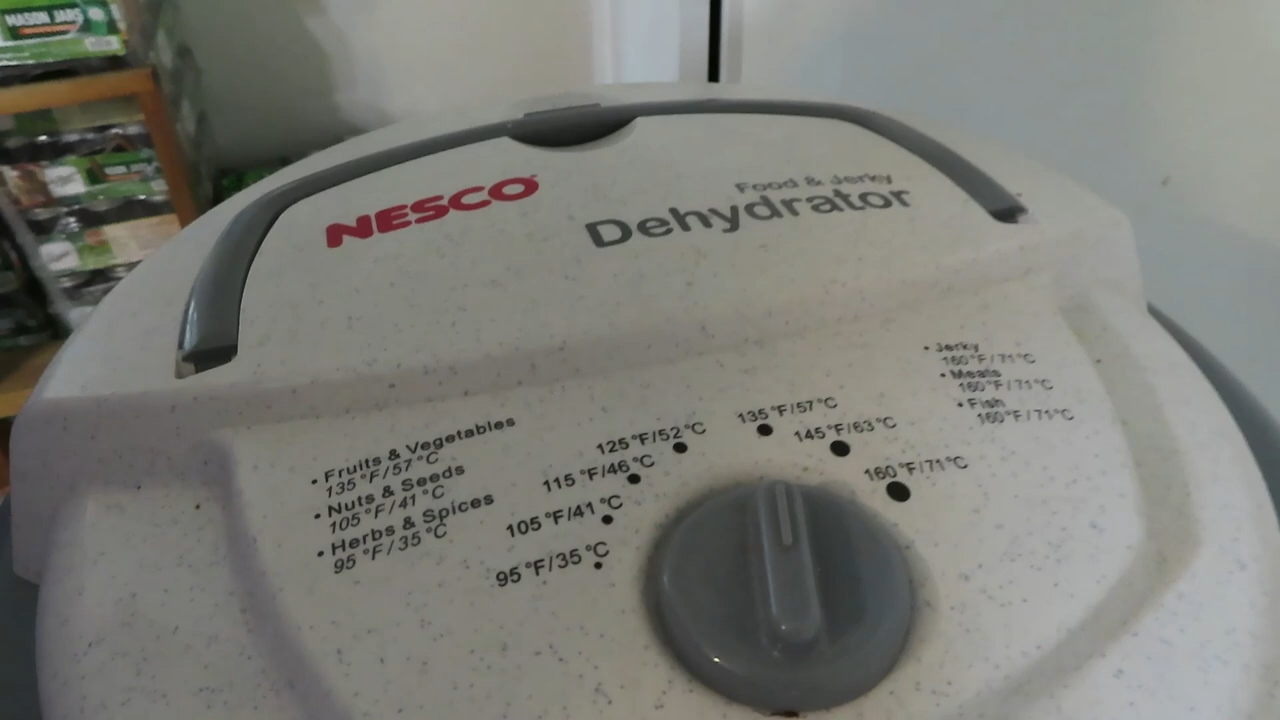 MASON JARS
NESCO
Food & Jerky
Dehydrator
• Jerky
160°F/71°C
• Meats
160°F/71°C
• Fish
160°F/71°C
• Fruits & Vegetables
135°F/57°C
• Nuts & Seeds
105°F/41°C
• Herbs & Spices
95°F/35°C
95°F/35°C
105°F/41°C
115°F/46°C
125°F/52°C
135°F/57°C
145°F/63°C
160°F/71°C